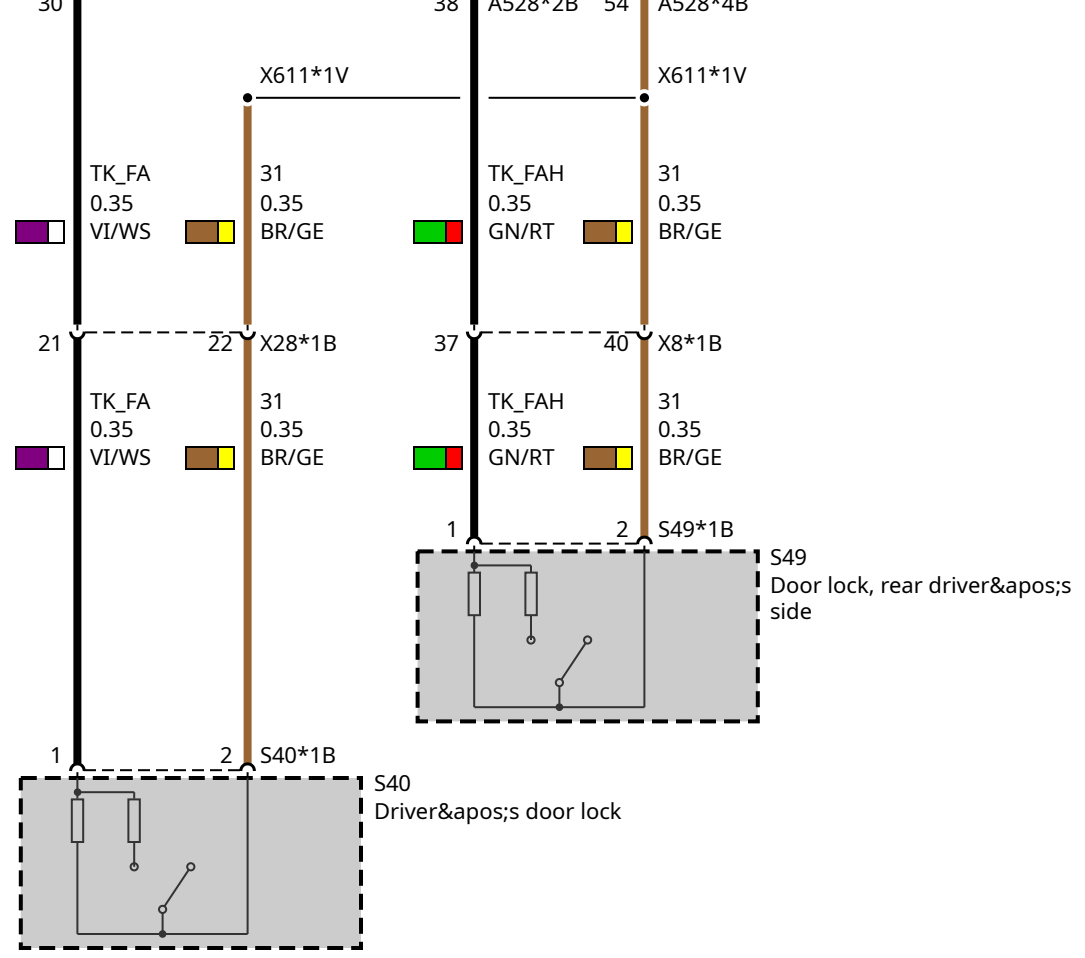 30
38 A528*2B 54 A528*4B
X611*1V X611*1V
TK_FA 31 TK_FAH 31
0.35 0.35 0.35 0.35
VI/WS BR/GE GN/RT BR/GE
21 22 X28*1B 37 40 X8*1B
TK_FA 31 TK_FAH 31
0.35 0.35 0.35 0.35
VI/WS BR/GE GN/RT BR/GE
1 2 S49*1B
S49
Door lock, rear driver&apos;s
side
1 2 S40*1B
S40
Driver&apos;s door lock